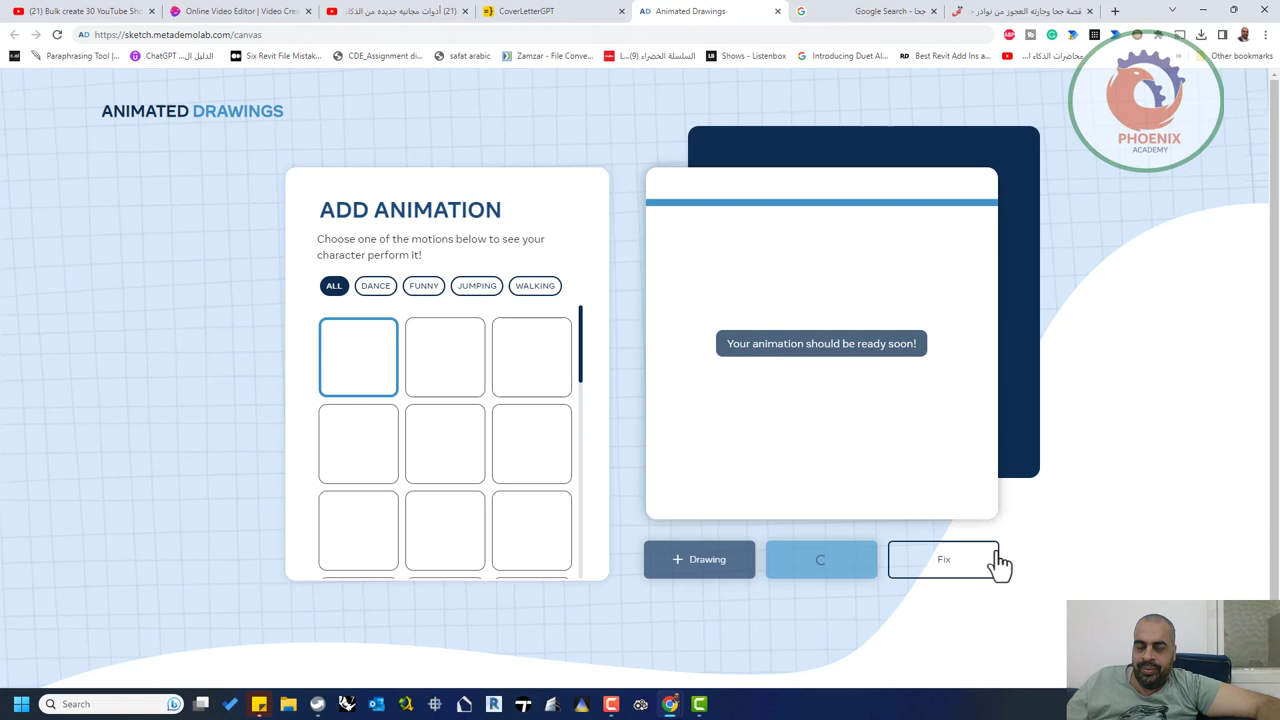 (21) Bulk create 30 YouTube Sho
Online Video Editor | Video Crea
(21) أدوات مجانيه جديده من الذكاء
CoverLetterGPT
Animated Drawings
جحا - Google Search
قصة جحا وجارته العجوز من نوادر ج
https://sketch.metademolab.com/canvas
Paraphrasing Tool |...
ChatGPT الدليل ال...
Six Revit File Mistak...
CDE_Assignment di...
safat arabic
Zamzar - File Conve...
السلسلة الخضراء (9)L...
Shows - Listenbox
Introducing Duet AI...
Best Revit Add Ins a...
محاضرات الذكاء ا...
Other bookmarks
ANIMATED DRAWINGS
PHOENIX
ACADEMY
ADD ANIMATION
Choose one of the motions below to see your
character perform it!
ALL DANCE FUNNY JUMPING WALKING
Your animation should be ready soon!
+ Drawing
Fix
Search